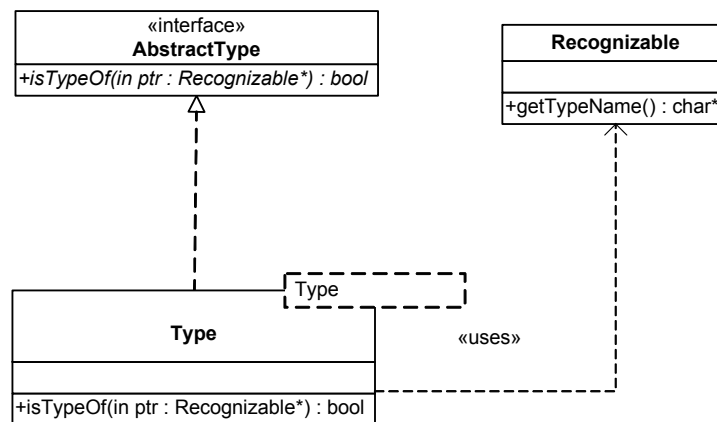 «interface»
AbstractType
+isTypeOf(in ptr : Recognizable*) : bool
Recognizable
+getTypeName() : char*
Type
Type
«uses»
+isTypeOf(in ptr : Recognizable*) : bool